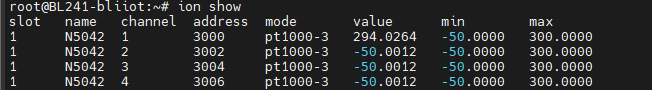 root@BL241-bliiot:~# ion show
slot name channel address mode value min max
1 N5042 1 3000 pt1000-3 294.0264 -50.0000 300.0000
1 N5042 2 3002 pt1000-3 -50.0012 -50.0000 300.0000
1 N5042 3 3004 pt1000-3 -50.0012 -50.0000 300.0000
1 N5042 4 3006 pt1000-3 -50.0012 -50.0000 300.0000